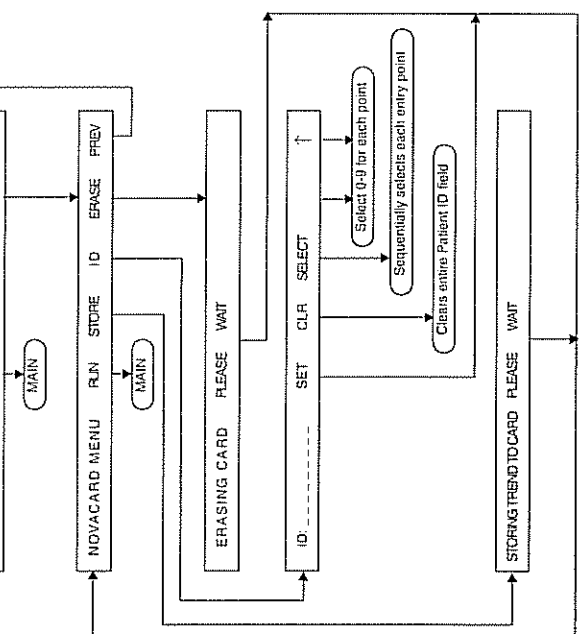 MAIN
NOVACARD MENU RUN STORE ID ERASE PREV
MAIN
ERASING CARD PLEASE WAIT
ID: _ _ _ _ _ _ _ _ _ _ SET CLR SELECT ↑
Select 0-9 for each point
Sequentially selects each entry point
Clears entire Patient ID field
STORING TREND TO CARD PLEASE WAIT